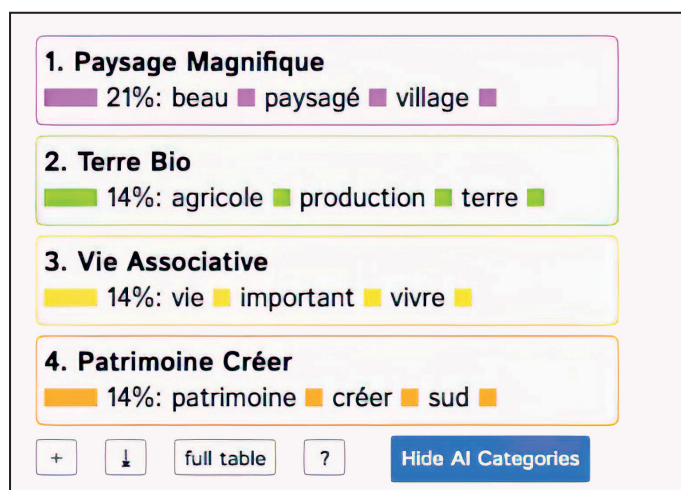 1. Paysage Magnifique
21%: beau paysagé village
2. Terre Bio
14%: agricole production terre
3. Vie Associative
14%: vie important vivre
4. Patrimoine Créer
14%: patrimoine créer sud
+ full table ? Hide AI Categories